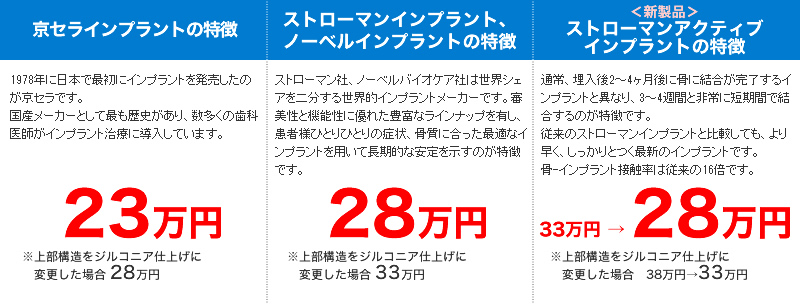 京セラインプラントの特徴
1978年に日本で最初にインプラントを発売したの
が京セラです。
国産メーカーとして最も歴史があり、数多くの歯科
医師がインプラント治療に導入しています。
23万円
※上部構造をジルコニア仕上げに
変更した場合 28万円
ストローマンインプラント、
ノーベルインプラントの特徴
ストローマン社、ノーベルバイオケア社は世界シェ
アを二分する世界的インプラントメーカーです。審
美性と機能性に優れた豊富なラインナップを有し、
患者様ひとりひとりの症状、骨質に合った最適なイ
ンプラントを用いて長期的な安定を示すのが特徴
です。
28万円
※上部構造をジルコニア仕上げに
変更した場合 33万円
＜新製品＞
ストローマンアクティブ
インプラントの特徴
通常、埋入後2～4ヶ月後に骨に結合が完了するイ
ンプラントと異なり、3～4週間と非常に短期間で結
合するのが特徴です。
従来のストローマンインプラントと比較しても、より
早く、しっかりとつく最新のインプラントです。
骨-インプラント接触率は従来の16倍です。
33万円 → 28万円
※上部構造をジルコニア仕上げに
変更した場合 38万円→33万円